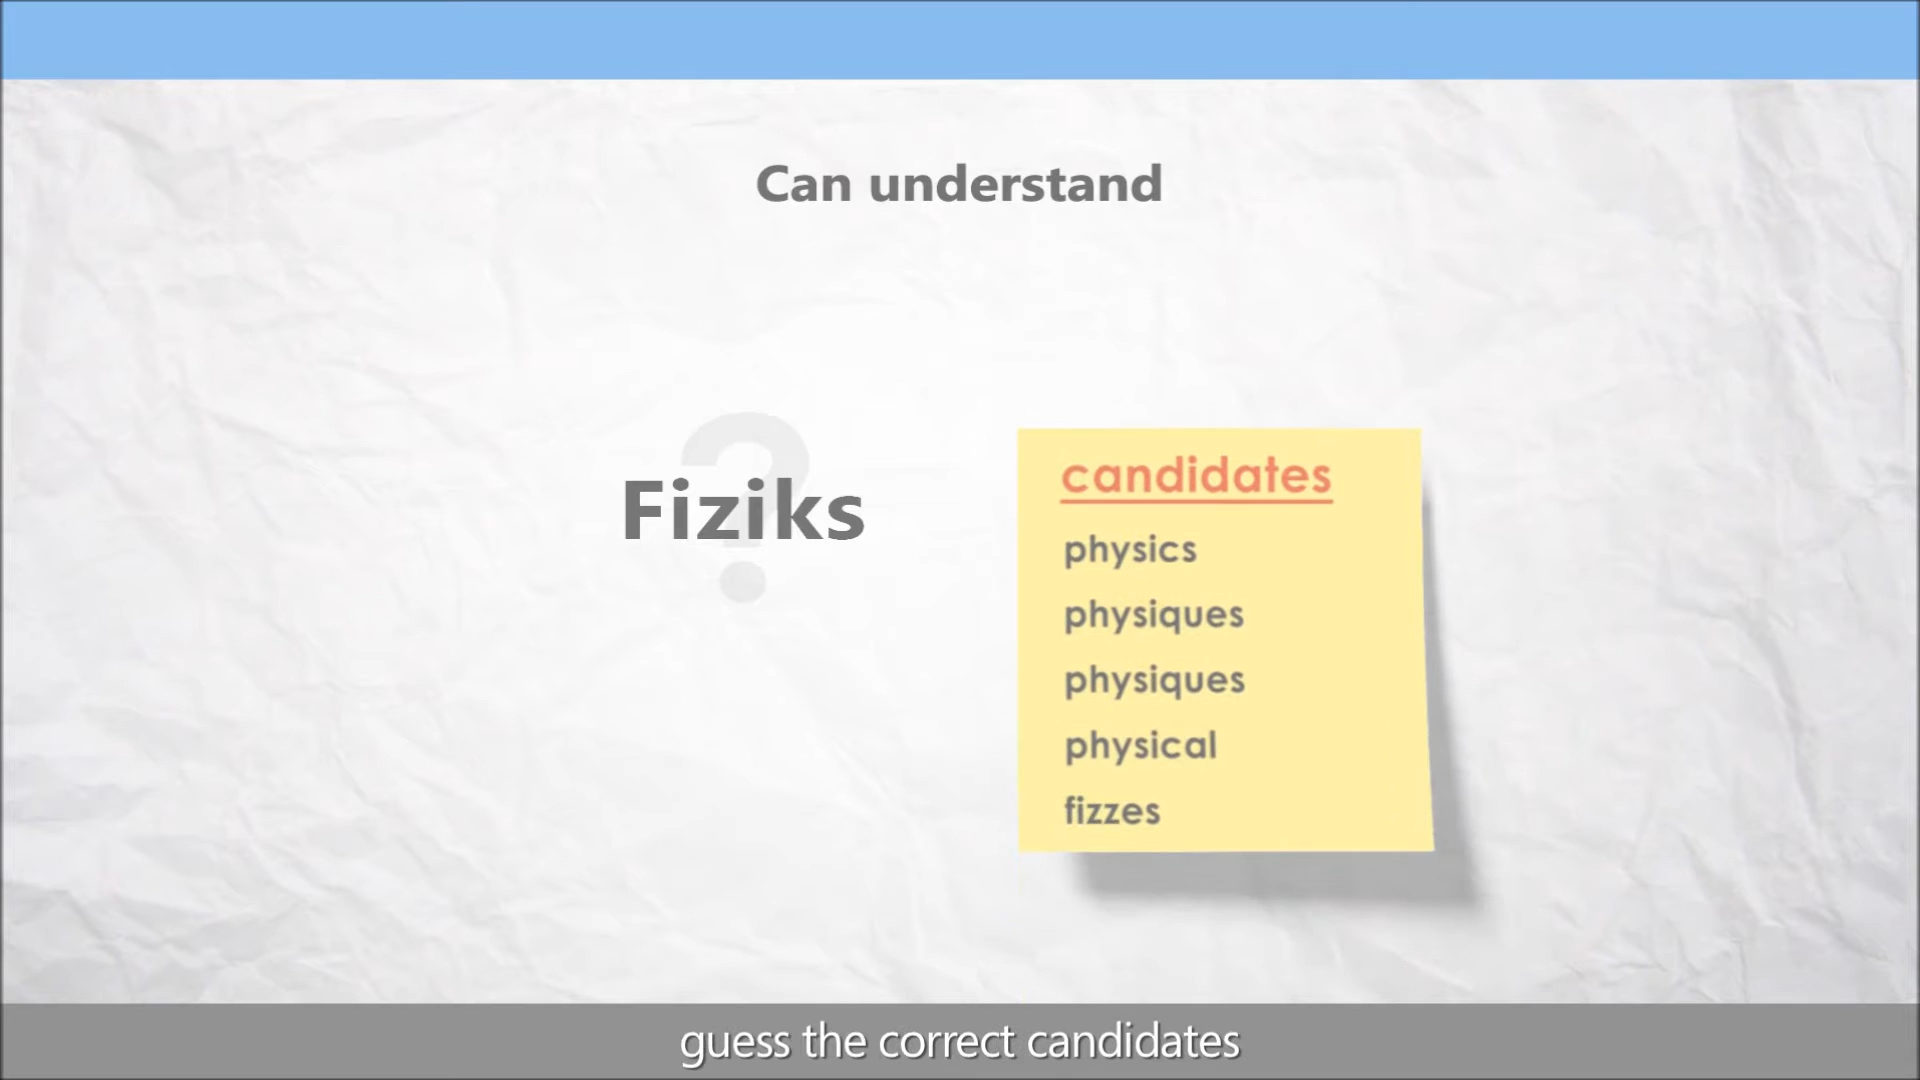 Can understand
?
Fiziks
candidates
physics
physiques
physiques
physical
fizzes
guess the correct candidates